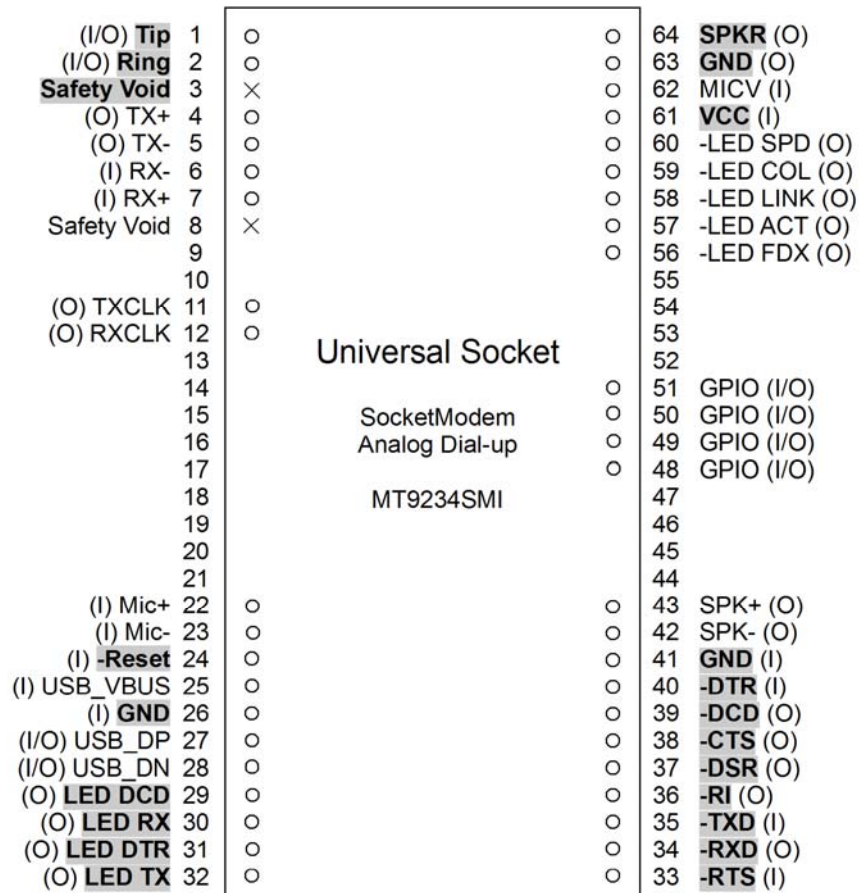 (I/O) Tip 1
(I/O) Ring 2
Safety Void 3
(O) TX+ 4
(O) TX- 5
(I) RX- 6
(I) RX+ 7
Safety Void 8
9
10
(O) TXCLK 11
(O) RXCLK 12
13
14
15
16
17
18
19
20
21
(I) Mic+ 22
(I) Mic- 23
(I) -Reset 24
(I) USB_VBUS 25
(I) GND 26
(I/O) USB_DP 27
(I/O) USB_DN 28
(O) LED DCD 29
(O) LED RX 30
(O) LED DTR 31
(O) LED TX 32
Universal Socket
SocketModem
Analog Dial-up
MT9234SMI
64 SPKR (O)
63 GND (O)
62 MICV (I)
61 VCC (I)
60 -LED SPD (O)
59 -LED COL (O)
58 -LED LINK (O)
57 -LED ACT (O)
56 -LED FDX (O)
55
54
53
52
51 GPIO (I/O)
50 GPIO (I/O)
49 GPIO (I/O)
48 GPIO (I/O)
47
46
45
44
43 SPK+ (O)
42 SPK- (O)
41 GND (I)
40 -DTR (I)
39 -DCD (O)
38 -CTS (O)
37 -DSR (O)
36 -RI (O)
35 -TXD (I)
34 -RXD (O)
33 -RTS (I)